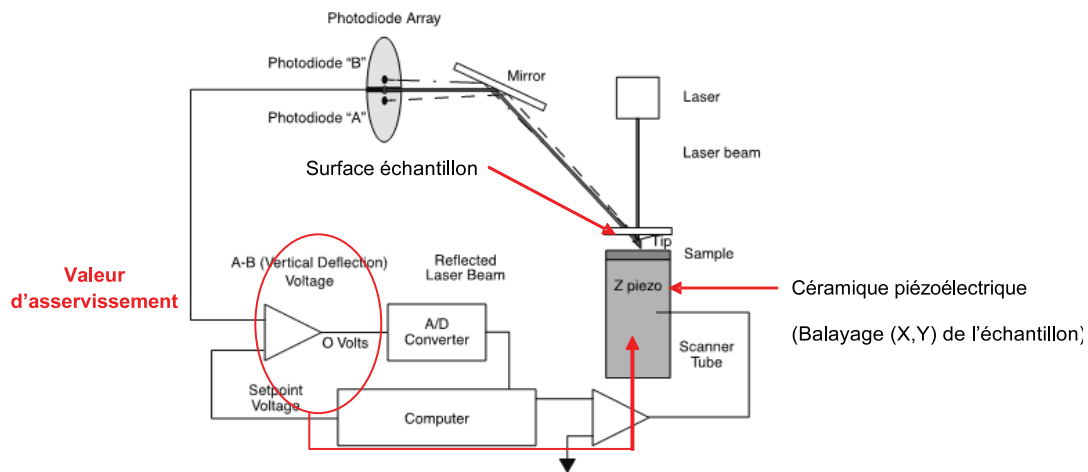 Photodiode Array
Photodiode “B”
Photodiode “A”
Mirror
Laser
Laser beam
Surface échantillon
Tip
Sample
Z piezo
Céramique piézoélectrique
(Balayage (X,Y) de l’échantillon)
Scanner
Tube
Valeur
d’asservissement
A-B (Vertical Deflection)
Voltage
Reflected
Laser Beam
O Volts
A/D
Converter
Setpoint
Voltage
Computer